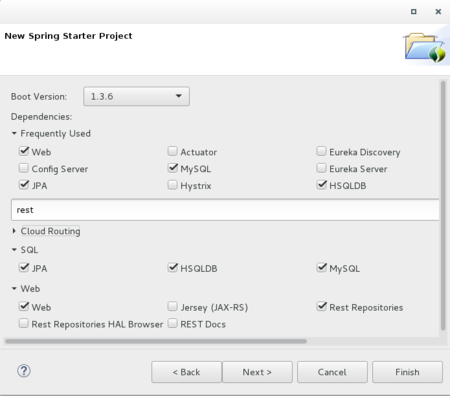 New Spring Starter Project
Boot Version: 1.3.6
Dependencies:
Frequently Used
Web Actuator Eureka Discovery
Config Server MySQL Eureka Server
JPA Hystrix HSQLDB
rest
Cloud Routing
SQL
JPA HSQLDB MySQL
Web
Web Jersey (JAX-RS) Rest Repositories
Rest Repositories HAL Browser REST Docs
? < Back Next > Cancel Finish